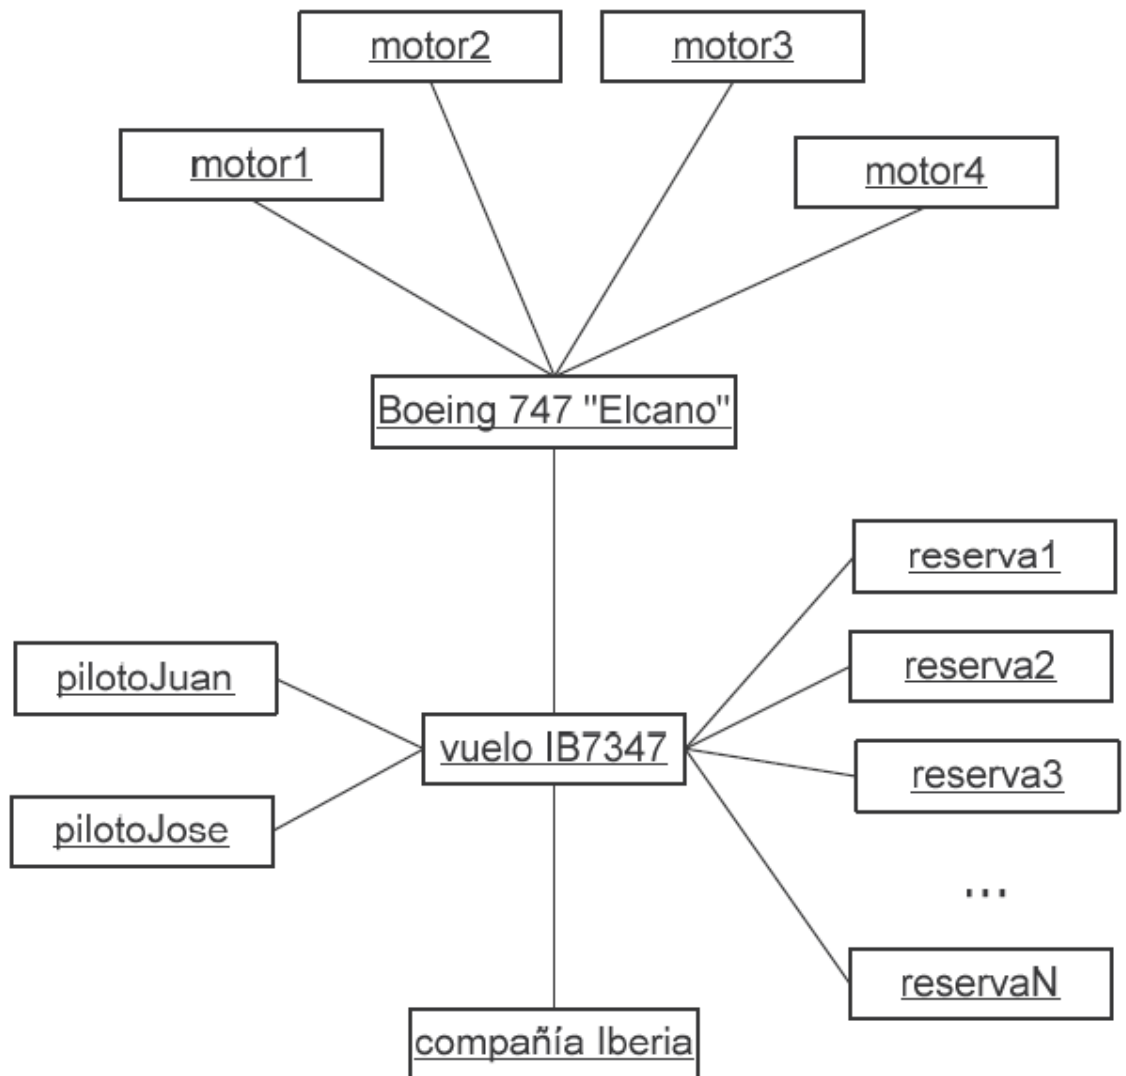 motor2
motor3
motor1
motor4
Boeing 747 "Elcano"
reserva1
reserva2
pilotoJuan
vuelo IB7347
reserva3
pilotoJose
...
reservaN
compañía Iberia